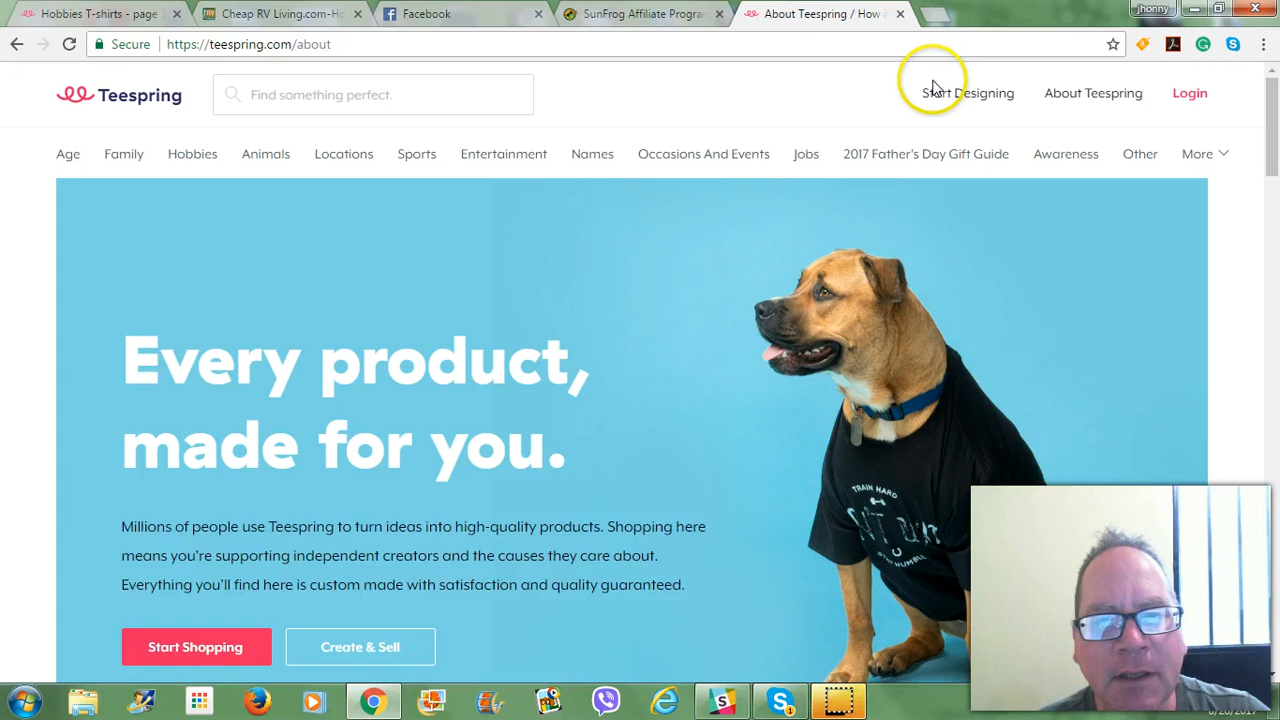 Hobbies T-shirts - page
Cheap RV Living.com-H
Facebook
SunFrog Affiliate Progra
About Teespring / How i
jhonny
Secure
https://teespring.com/about
Teespring
Find something perfect.
Start Designing
About Teespring
Login
Age
Family
Hobbies
Animals
Locations
Sports
Entertainment
Names
Occasions And Events
Jobs
2017 Father's Day Gift Guide
Awareness
Other
More
Every product,
made for you.
Millions of people use Teespring to turn ideas into high-quality products. Shopping here
means you're supporting independent creators and the causes they care about.
Everything you'll find here is custom made with satisfaction and quality guaranteed.
TRAIN HARD
HUMBLE
Start Shopping
Create & Sell